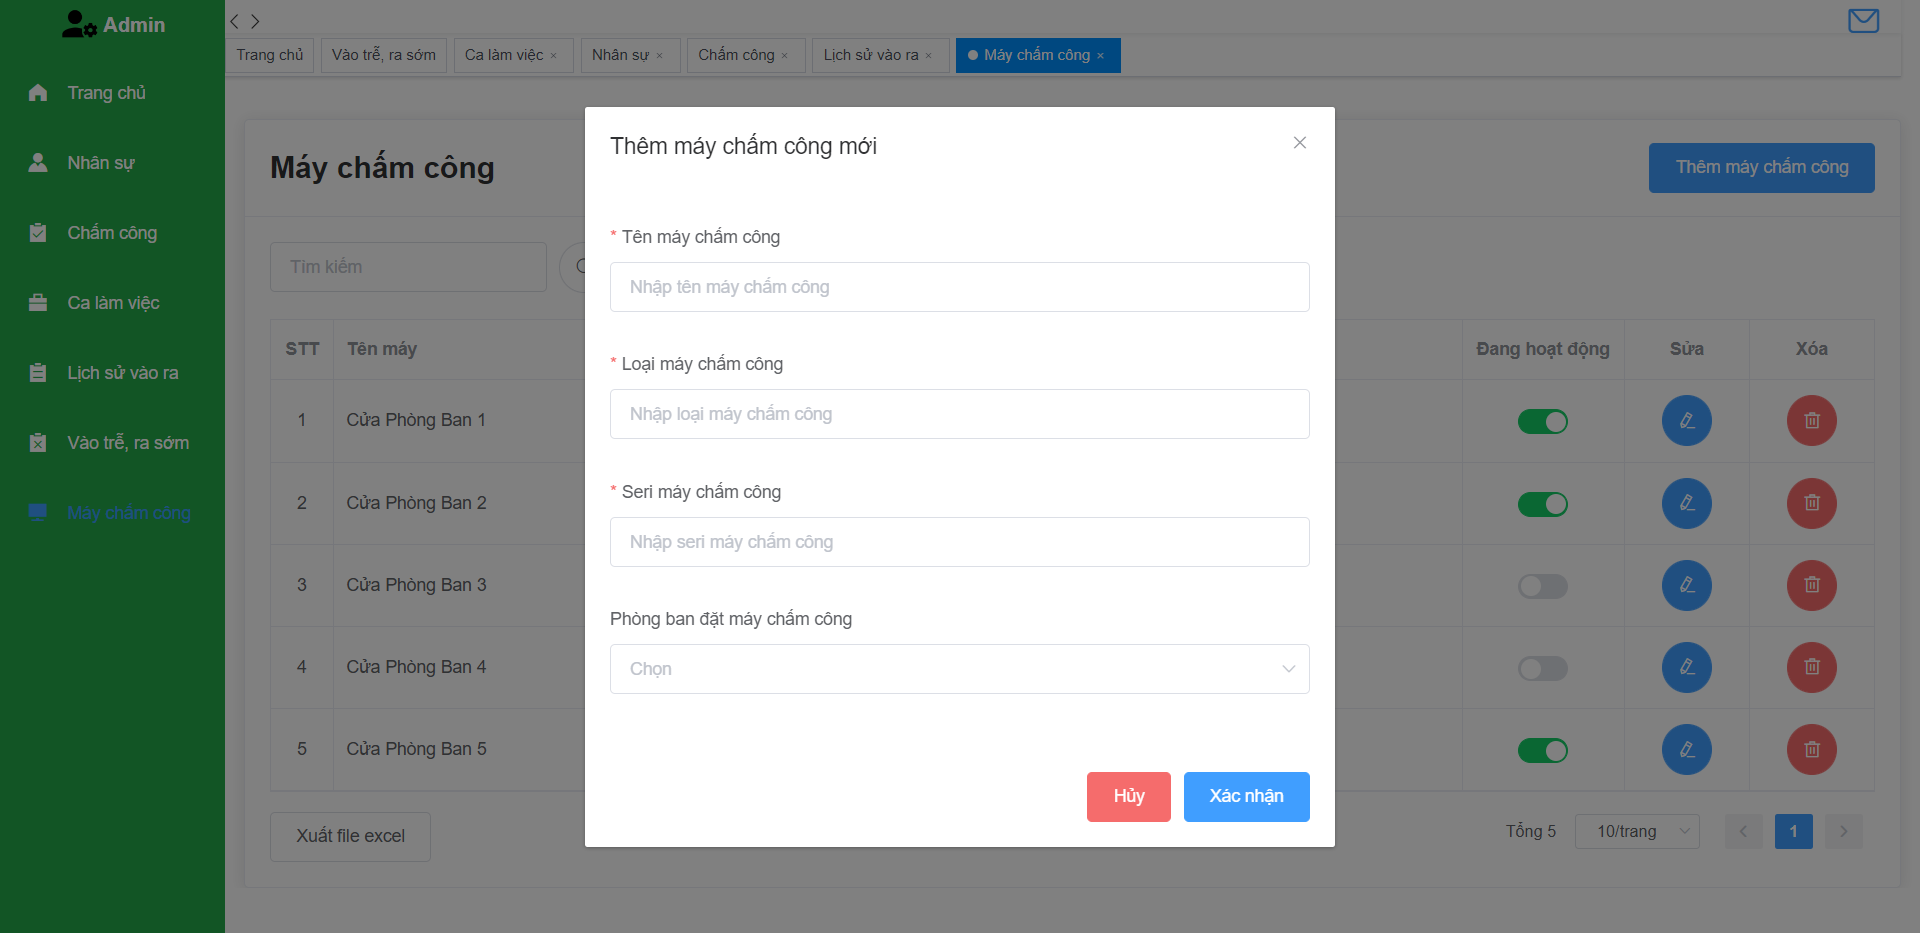 Admin
Trang chủ
Nhân sự
Chấm công
Ca làm việc
Lịch sử vào ra
Vào trễ, ra sớm
Máy chấm công
Trang chủ
Vào trễ, ra sớm
Ca làm việc ×
Nhân sự ×
Chấm công ×
Lịch sử vào ra ×
Máy chấm công ×
Máy chấm công
Thêm máy chấm công
Tìm kiếm
STT Tên máy Đang hoạt động Sửa Xóa
1 Cửa Phòng Ban 1
2 Cửa Phòng Ban 2
3 Cửa Phòng Ban 3
4 Cửa Phòng Ban 4
5 Cửa Phòng Ban 5
Xuất file excel
Tổng 5 10/trang 1
Thêm máy chấm công mới
* Tên máy chấm công
Nhập tên máy chấm công
* Loại máy chấm công
Nhập loại máy chấm công
* Seri máy chấm công
Nhập seri máy chấm công
Phòng ban đặt máy chấm công
Chọn
Hủy Xác nhận